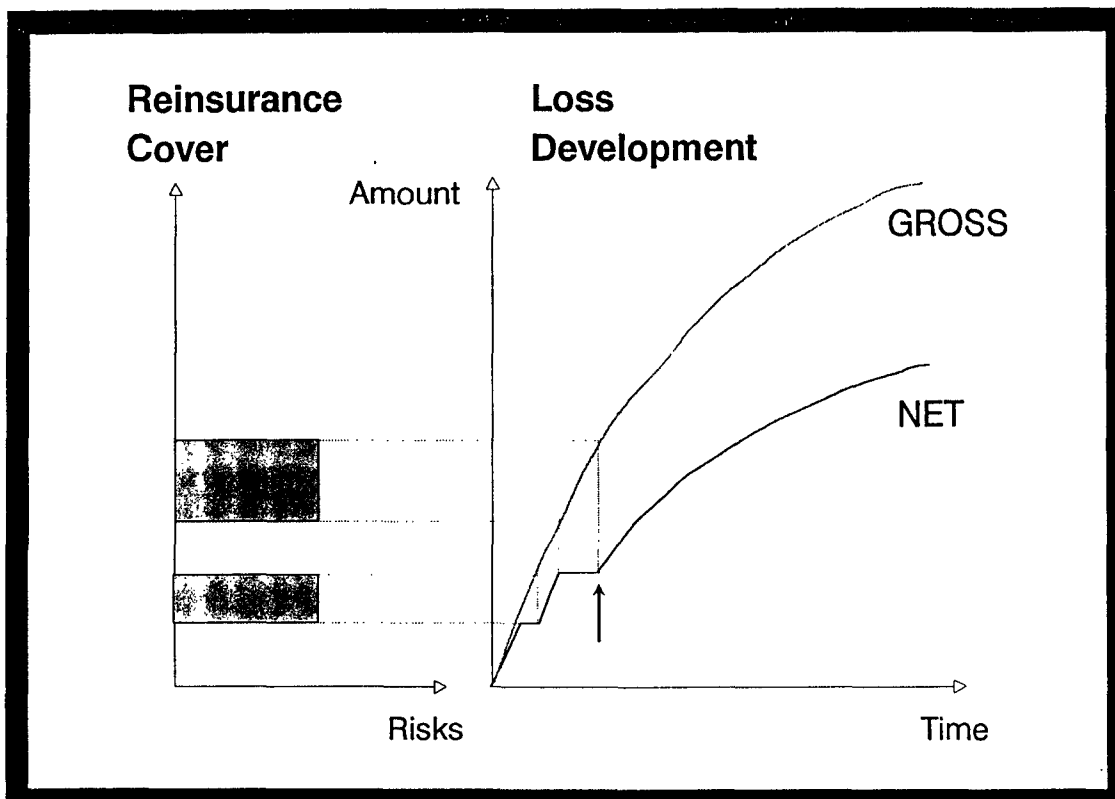 Reinsurance
Cover
Loss
Development
Amount
GROSS
NET
Risks
Time